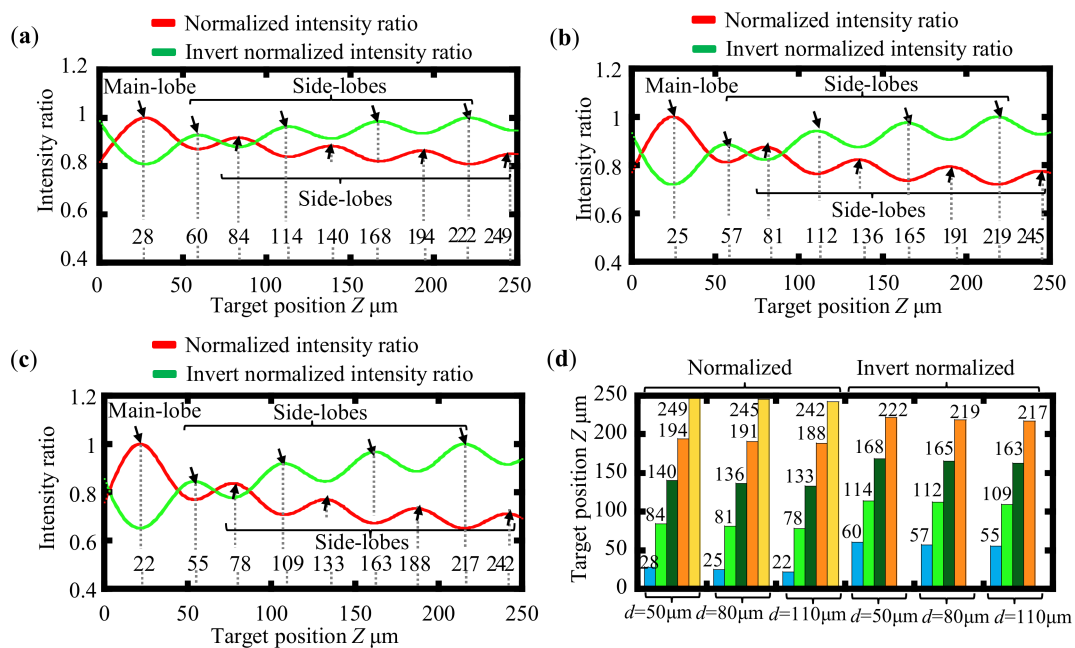 (a)
Normalized intensity ratio
Invert normalized intensity ratio
1.2
1
0.8
0.6
0.4
Intensity ratio
Main-lobe
Side-lobes
Side-lobes
28 60 84 114 140 168 194 222 249
0 50 100 150 200 250
Target position Z μm
(b)
Normalized intensity ratio
Invert normalized intensity ratio
1.2
1
0.8
0.6
0.4
Intensity ratio
Main-lobe
Side-lobes
Side-lobes
25 57 81 112 136 165 191 219 245
0 50 100 150 200 250
Target position Z μm
(c)
Normalized intensity ratio
Invert normalized intensity ratio
1.2
1
0.8
0.6
0.4
Intensity ratio
Main-lobe
Side-lobes
Side-lobes
22 55 78 109 133 163 188 217 242
0 50 100 150 200 250
Target position Z μm
(d)
Normalized Invert normalized
250
200
150
100
50
0
Target position Z μm
28 84 140 194 249
25 81 136 191 245
22 78 133 188 242
60 114 168 222
57 112 165 219
55 109 163 217
d=50μm d=80μm d=110μm d=50μm d=80μm d=110μm